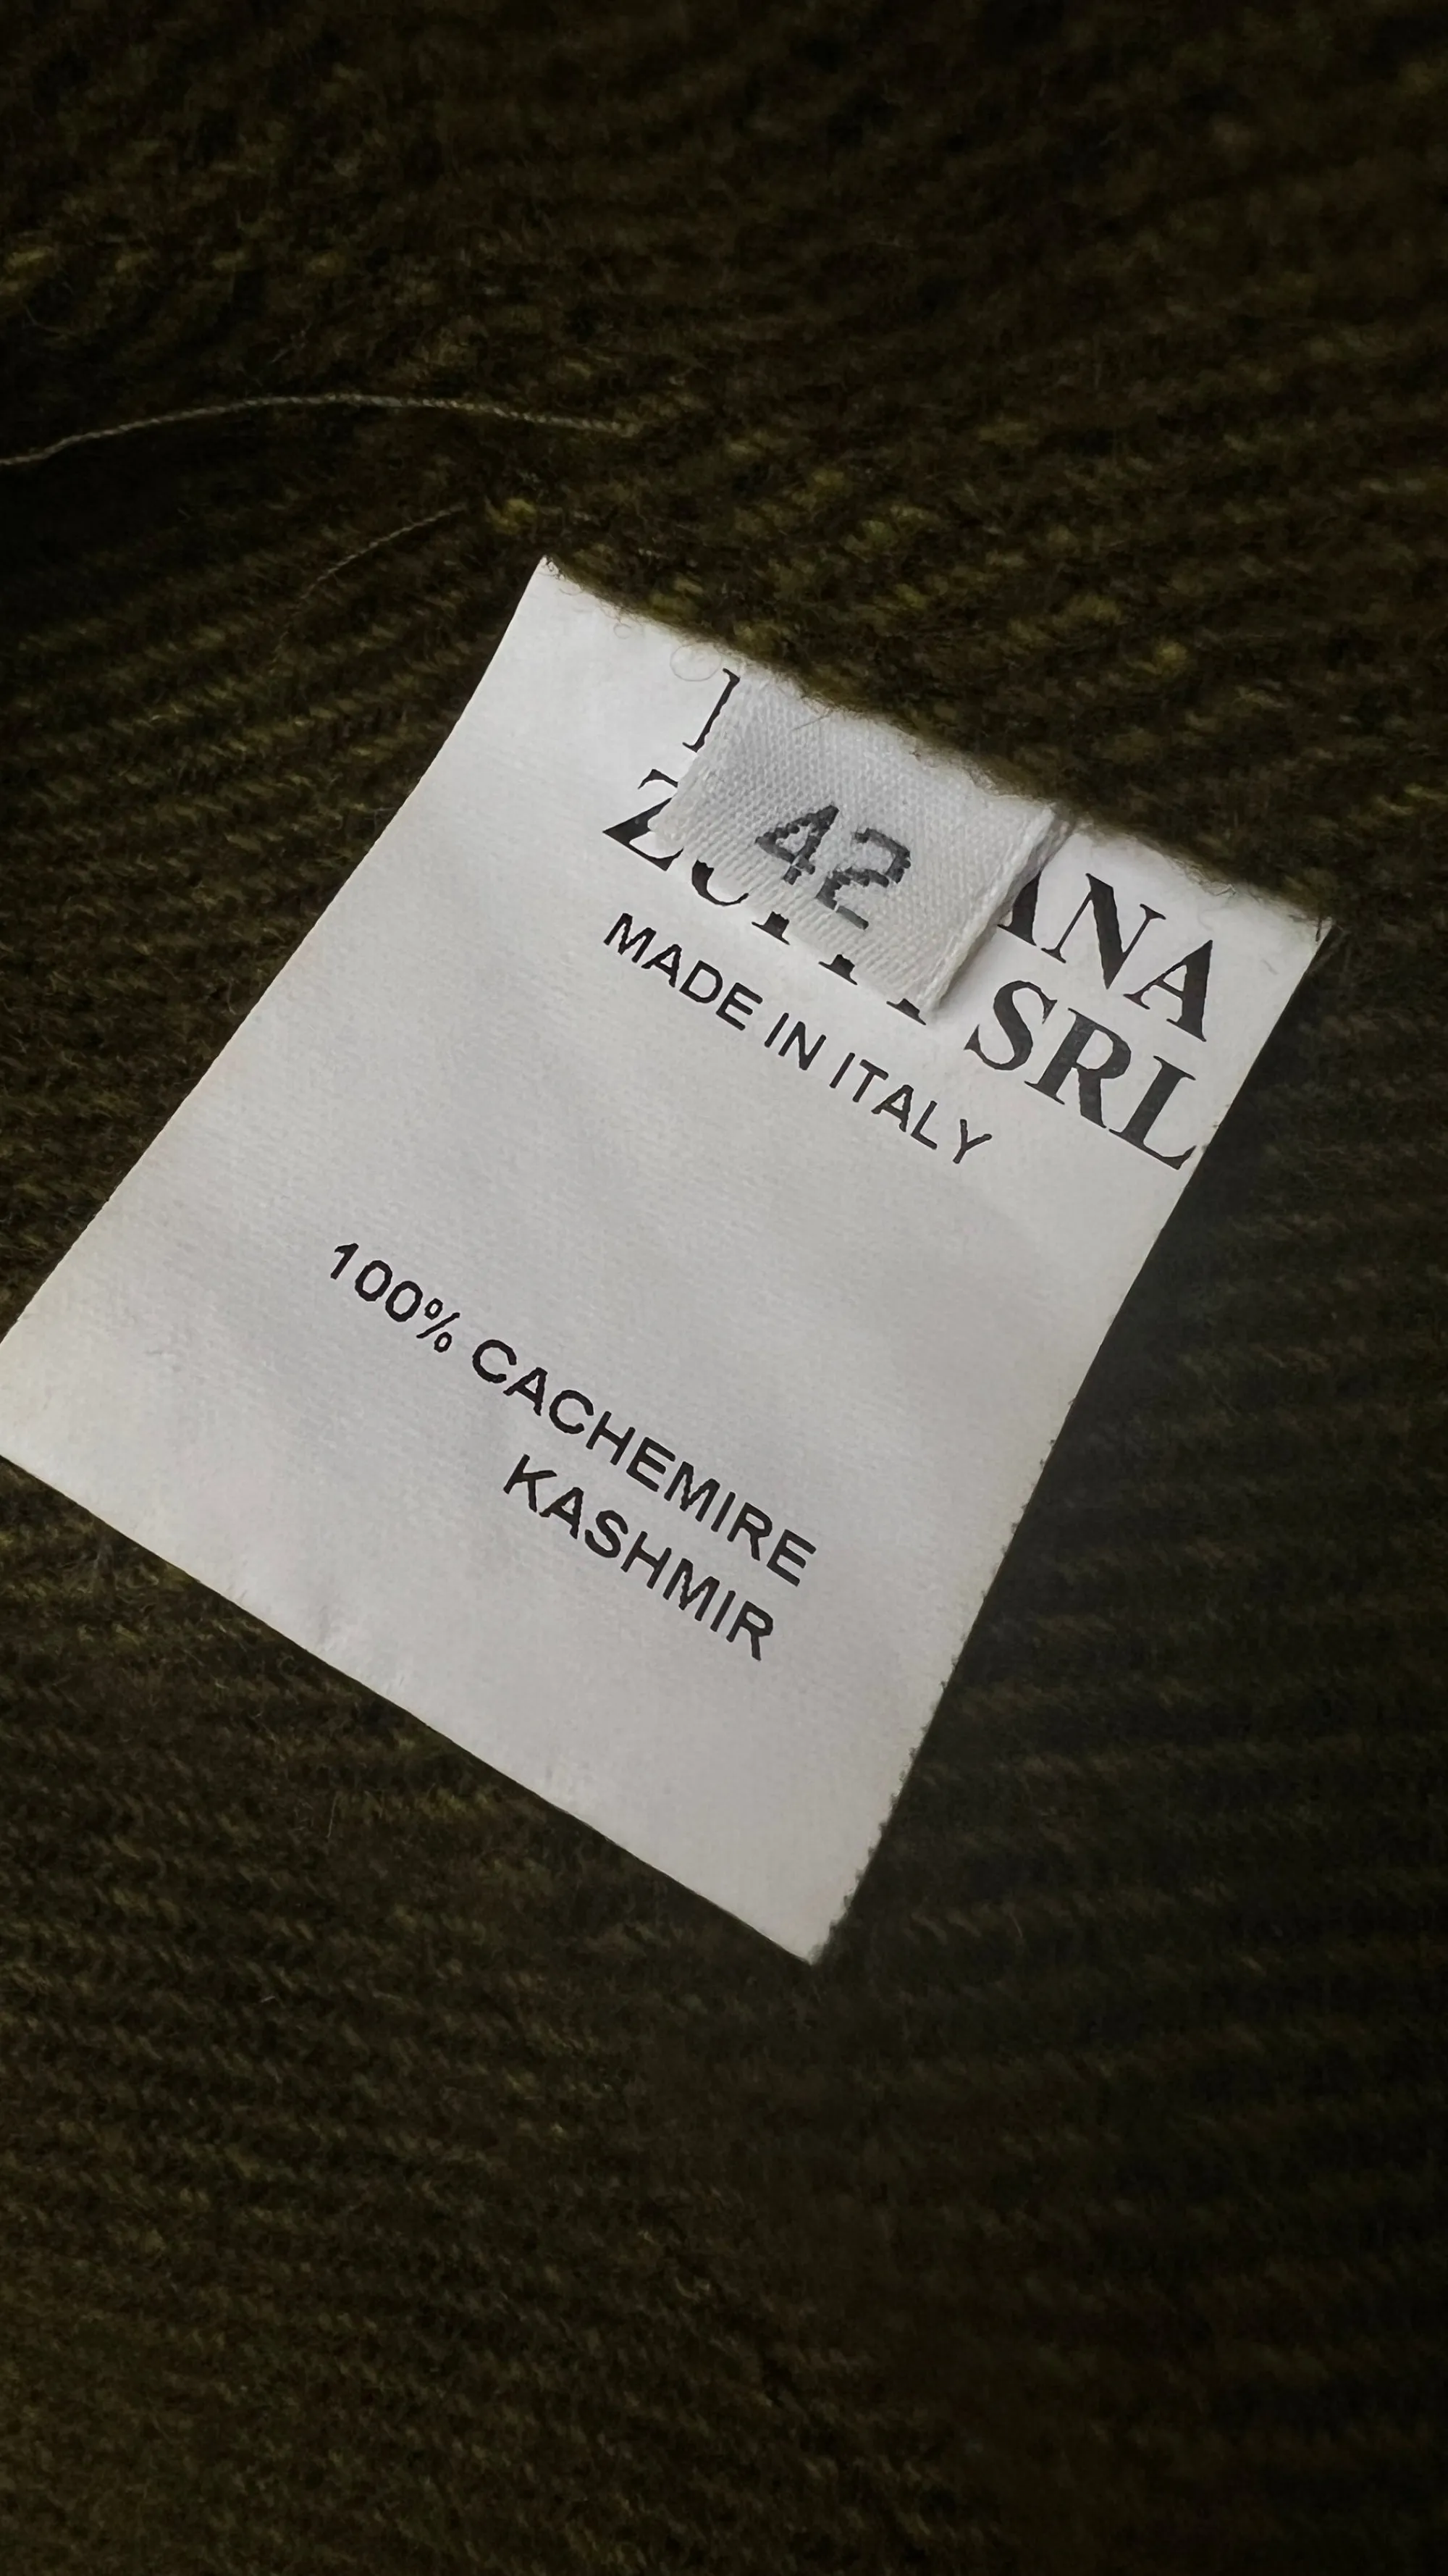 42
SRL
MADE IN ITALY
100% CACHEMIRE
KASHMIR